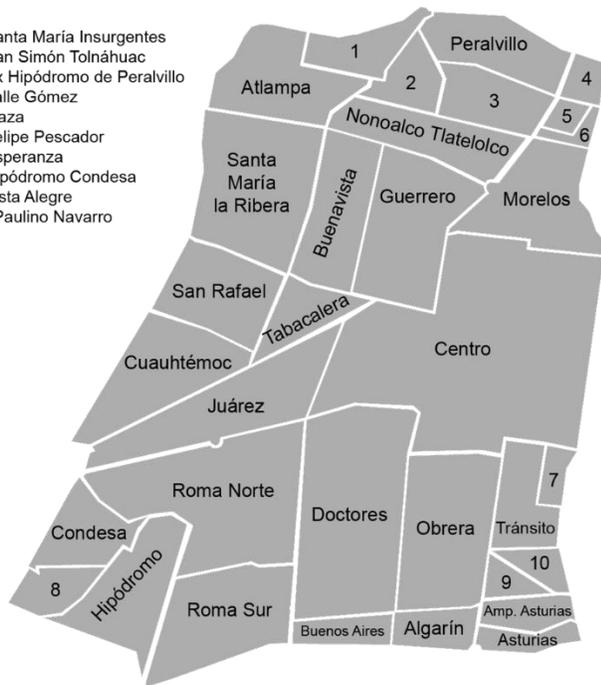 anta María Insurgentes
an Simón Tolnáhuac
x Hipódromo de Peralvillo
alle Gómez
aza
elipe Pescador
speranza
pódromo Condesa
sta Alegre
Paulino Navarro
1
Peralvillo
4
Atlampa
2
3
5
6
Nonoalco Tlatelolco
Santa
María
la Ribera
Buenavista
Guerrero
Morelos
San Rafael
Tabacalera
Cuauhtémoc
Centro
Juárez
7
Roma Norte
Doctores
Obrera
Tránsito
Condesa
10
8
Hipódromo
9
Roma Sur
Amp. Asturias
Buenos Aires
Algarín
Asturias